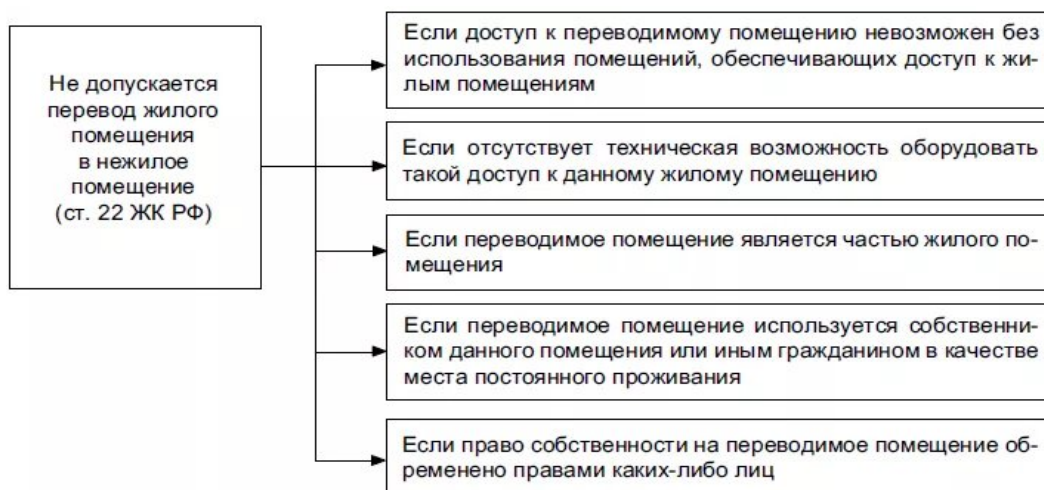 Не допускается
перевод жилого
помещения
в нежилое
помещение
(ст. 22 ЖК РФ)
Если доступ к переводимому помещению невозможен без
использования помещений, обеспечивающих доступ к жи-
лым помещениям
Если отсутствует техническая возможность оборудовать
такой доступ к данному жилому помещению
Если переводимое помещение является частью жилого по-
мещения
Если переводимое помещение используется собственни-
ком данного помещения или иным гражданином в качестве
места постоянного проживания
Если право собственности на переводимое помещение об-
ременено правами каких-либо лиц